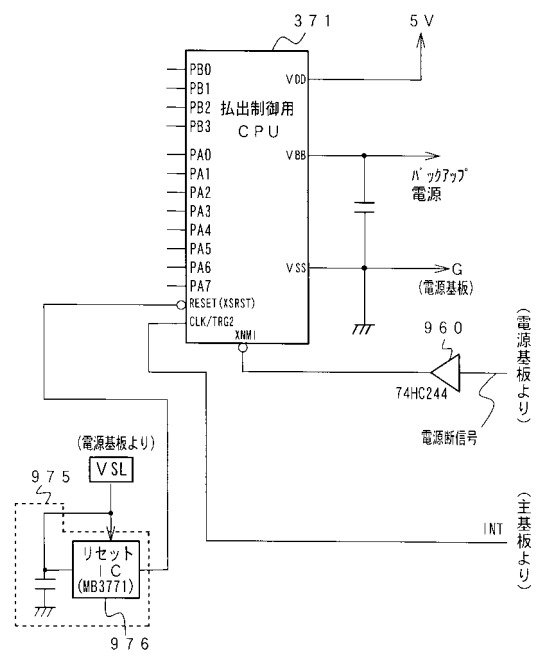 371
5V
PB0
PB1
PB2
PB3
PA0
PA1
PA2
PA3
PA4
PA5
PA6
PA7
RESET(XSRST)
CLK/TRG2
払出制御用
CPU
VDD
VBB
VSS
XNMI
バックアップ
電源
G
(電源基板)
960
74HC244
電源断信号
(電源基板より)
(電源基板より)
975
VSL
リセット
IC
(MB3771)
976
INT
(主基板より)